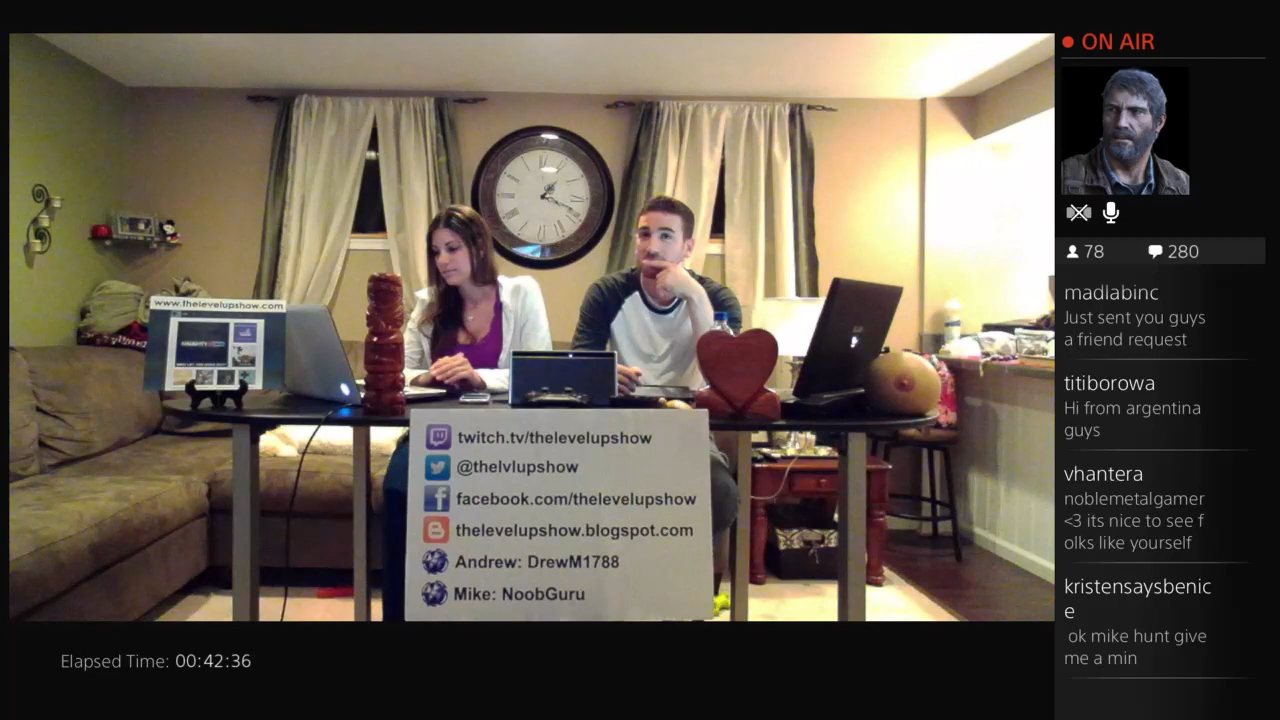 ON AIR
www.thelevelupshow.com
78
280
madlabinc
Just sent you guys
a friend request
titiborowa
Hi from argentina
guys
vhantera
noblemetalgamer
<3 its nice to see f
olks like yourself
kristensaysbenic
e
ok mike hunt give
me a min
twitch.tv/thelevelupshow
@thelvlupshow
facebook.com/thelevelupshow
thelevelupshow.blogspot.com
Andrew: DrewM1788
Mike: NoobGuru
Elapsed Time: 00:42:36